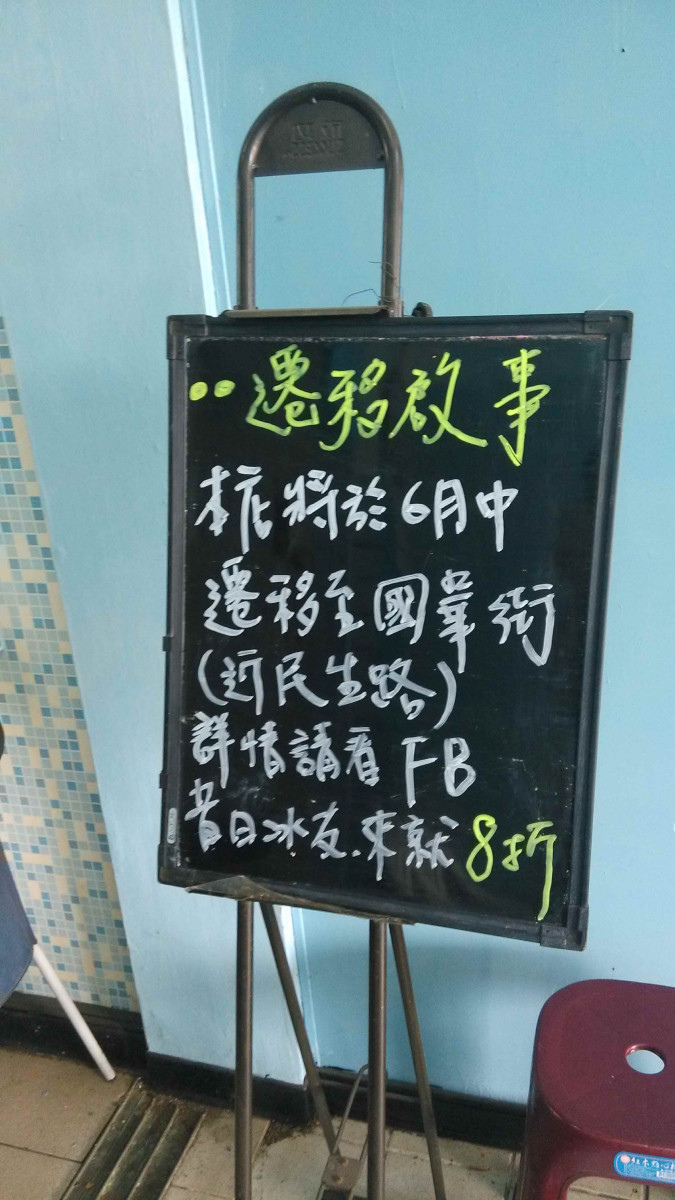 遷移啟事
本店將於6月中
遷移至國華街
(近民生路)
詳情請看FB
昔日冰友.來就8折